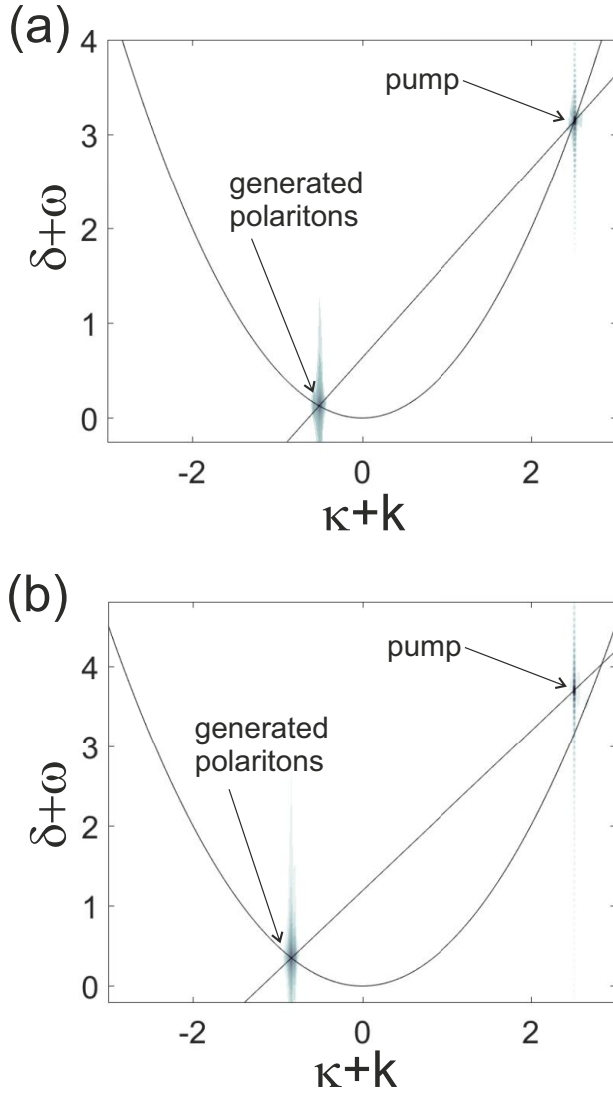 (a)
4
3
2
1
0
δ+ω
pump
generated
polaritons
-2
0
2
κ+k
(b)
4
3
2
1
0
δ+ω
pump
generated
polaritons
-2
0
2
κ+k